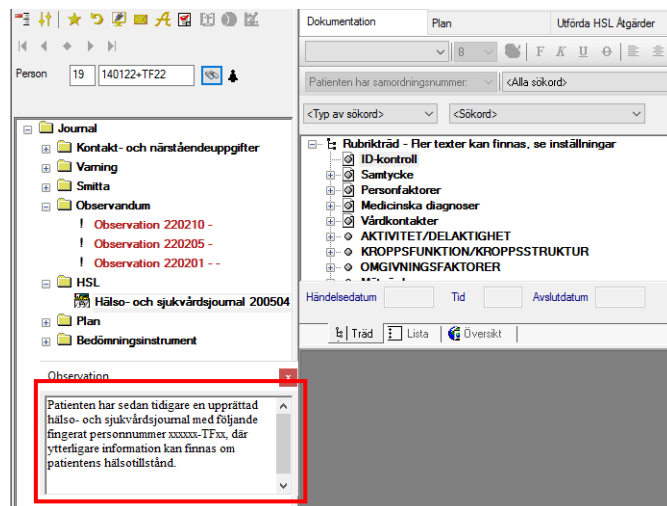 Person 19 140122+TF22
Journal
Kontakt- och närståendeuppgifter
Varning
Smitta
Observandum
! Observation 220210 -
! Observation 220205 -
! Observation 220201 - -
HSL
Hälso- och sjukvårdsjournal 200504
Plan
Bedömningsinstrument
Observation x
Patienten har sedan tidigare en upprättad
hälso- och sjukvårdsjournal med följande
fingerat personnummer xxxxxx-TFxx, där
ytterligare information kan finnas om
patientens hälsotillstånd.
Dokumentation Plan Utförda HSL Åtgärder
8 F K U
Patienten har samordningsnummer: <Alla sökord>
<Typ av sökord> <Sökord>
Rubrikträd - Fler texter kan finnas, se inställningar
ID-kontroll
Samtycke
Personfaktorer
Medicinska diagnoser
Vårdkontakter
AKTIVITET/DELAKTIGHET
KROPPSFUNKTION/KROPPSSTRUKTUR
OMGIVNINGSFAKTORER
Händelsedatum Tid Avslutdatum
Träd Lista Översikt